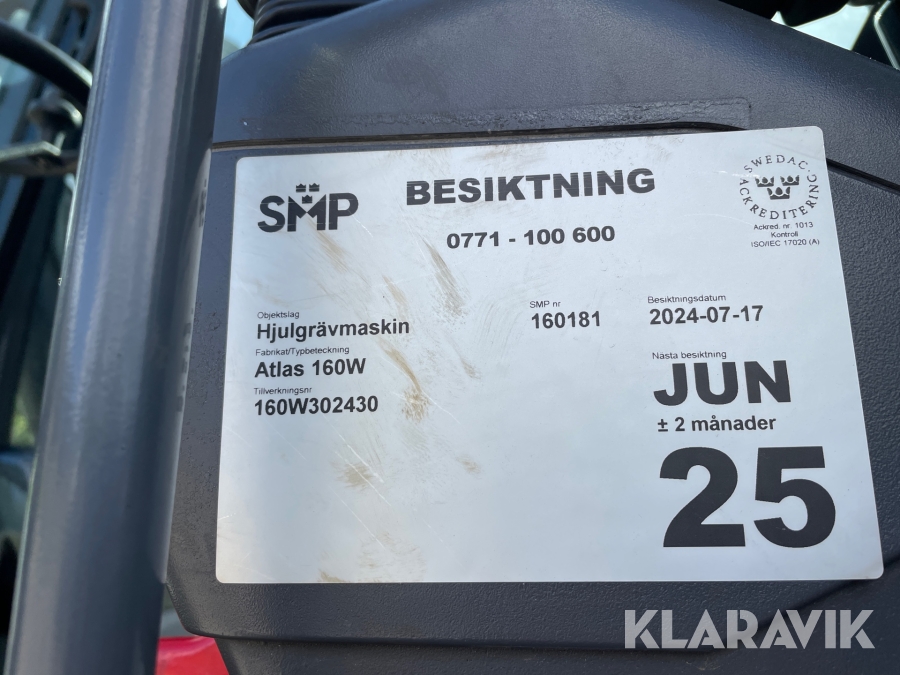 SMP
BESIKTNING
0771 - 100 600
SWEDAC ACKREDITERING
Ackred. nr. 1013
Kontroll
ISO/IEC 17020 (A)
Objektslag
Hjulgrävmaskin
Fabrikat/Typbeteckning
Atlas 160W
Tillverkningsnr
160W302430
SMP nr
160181
Besiktningsdatum
2024-07-17
Nästa besiktning
JUN
± 2 månader
25
KLARAVIK